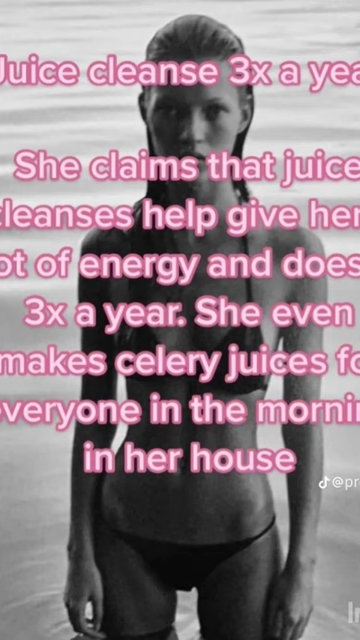 Juice cleanse 3x a yea
She claims that juice
cleanses help give her
ot of energy and does
3x a year. She even
makes celery juices fo
everyone in the mornin
in her house
@pr